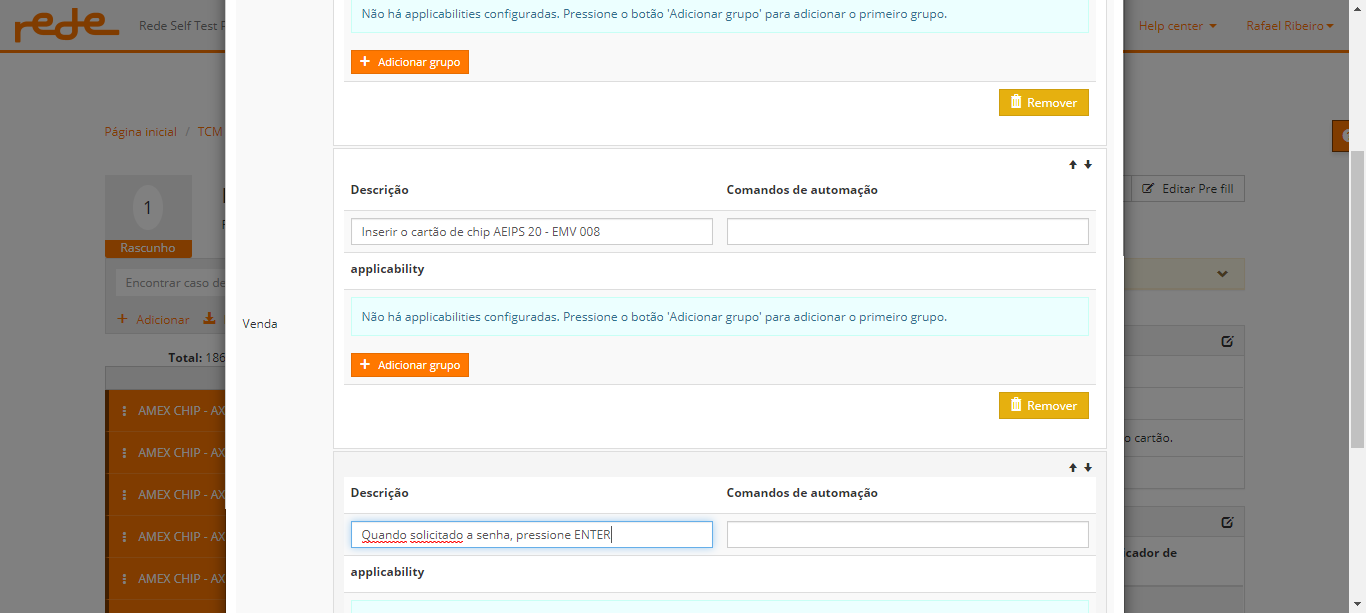 Não há applicabilities configuradas. Pressione o botão 'Adicionar grupo' para adicionar o primeiro grupo.
rede
Rede Self Test
Help center
Rafael Ribeiro
+ Adicionar grupo
Remover
Página inicial / TCM
Descrição
Comandos de automação
1
Editar Pre fill
Inserir o cartão de chip AEIPS 20 - EMV 008
Rascunho
applicability
Encontrar caso de
Não há applicabilities configuradas. Pressione o botão 'Adicionar grupo' para adicionar o primeiro grupo.
+ Adicionar
Venda
Total: 186
+ Adicionar grupo
Remover
AMEX CHIP - AX
o cartão.
AMEX CHIP - AX
AMEX CHIP - AX
Descrição
Comandos de automação
AMEX CHIP - AX
Quando solicitado a senha, pressione ENTER
cador de
AMEX CHIP - AX
applicability